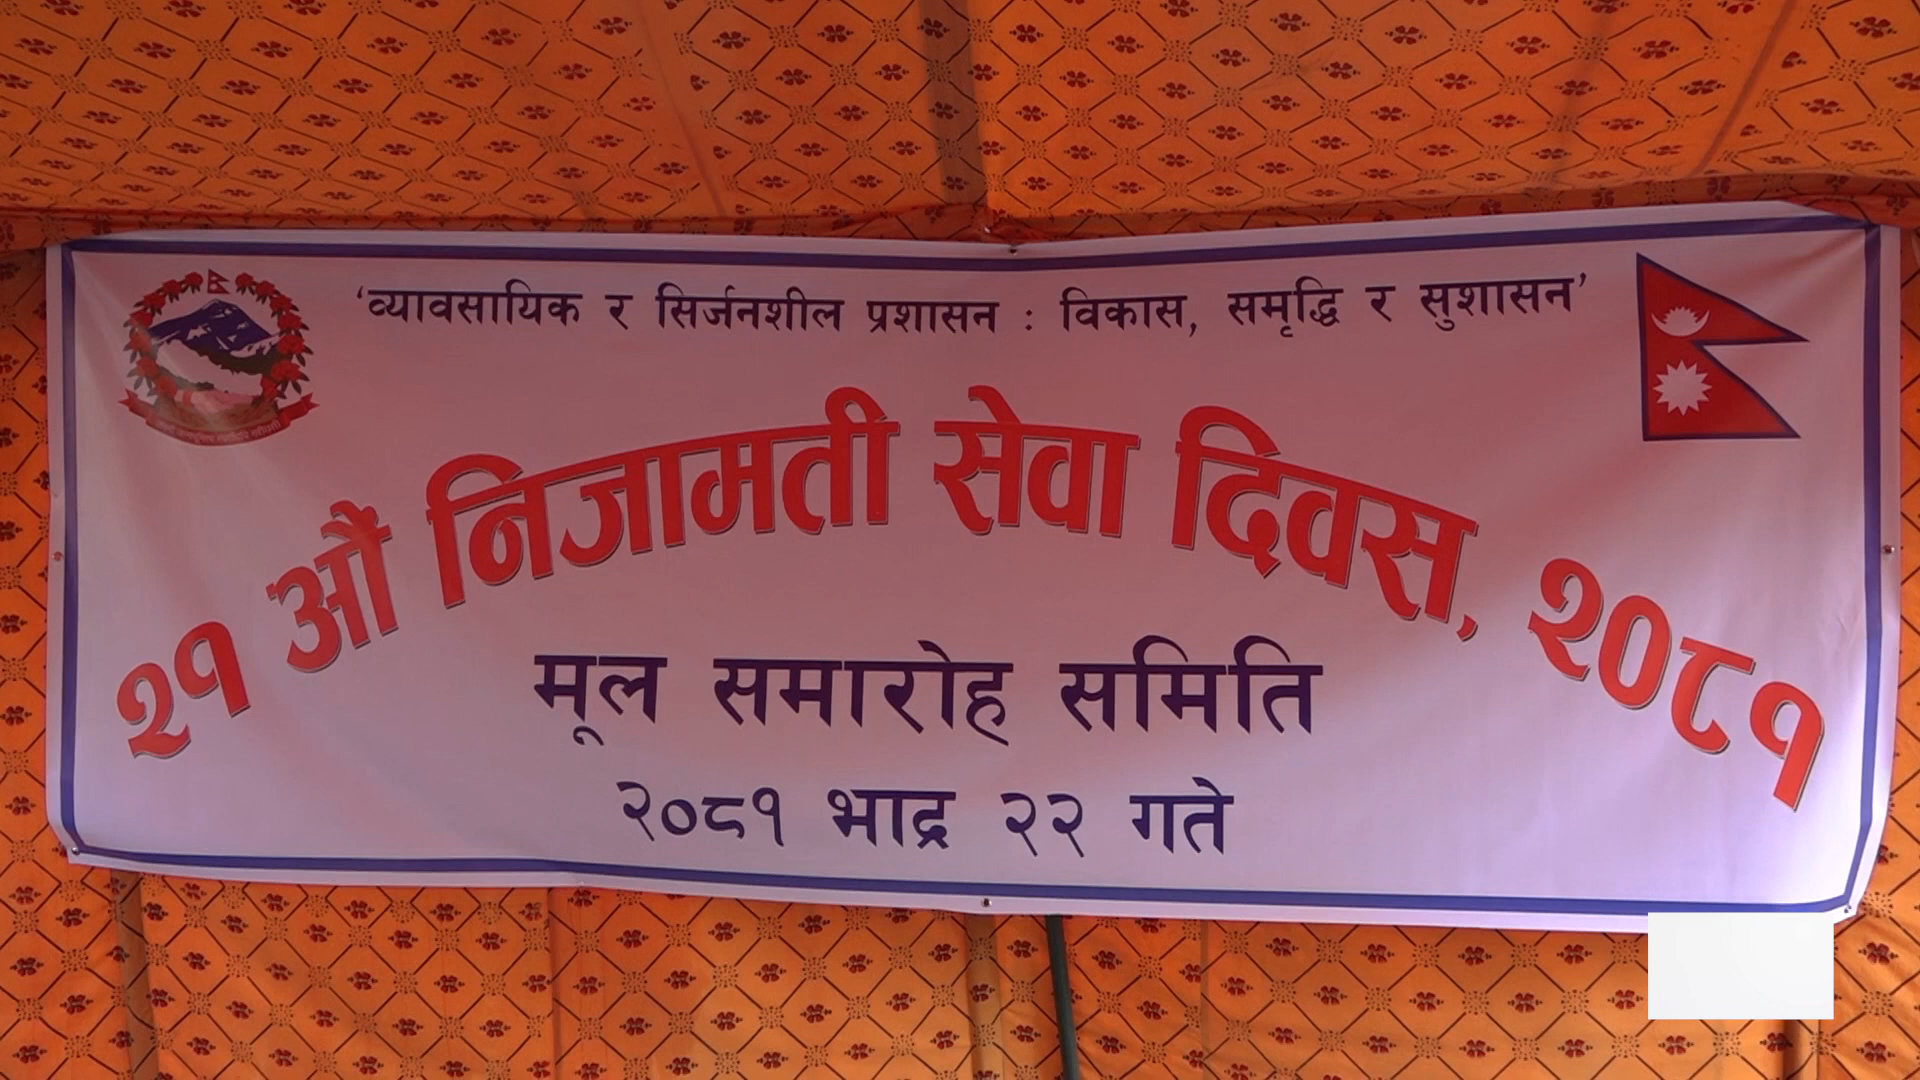 ‘व्यावसायिक र सिर्जनशील प्रशासन : विकास, समृद्धि र सुशासन’
२१ औं निजामती सेवा दिवस, २०८१
मूल समारोह समिति
२०८१ भाद्र २२ गते